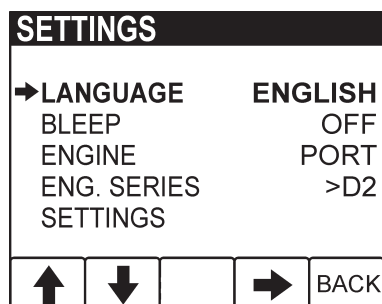 SETTINGS
LANGUAGE ENGLISH
BLEEP OFF
ENGINE PORT
ENG. SERIES >D2
SETTINGS
BACK